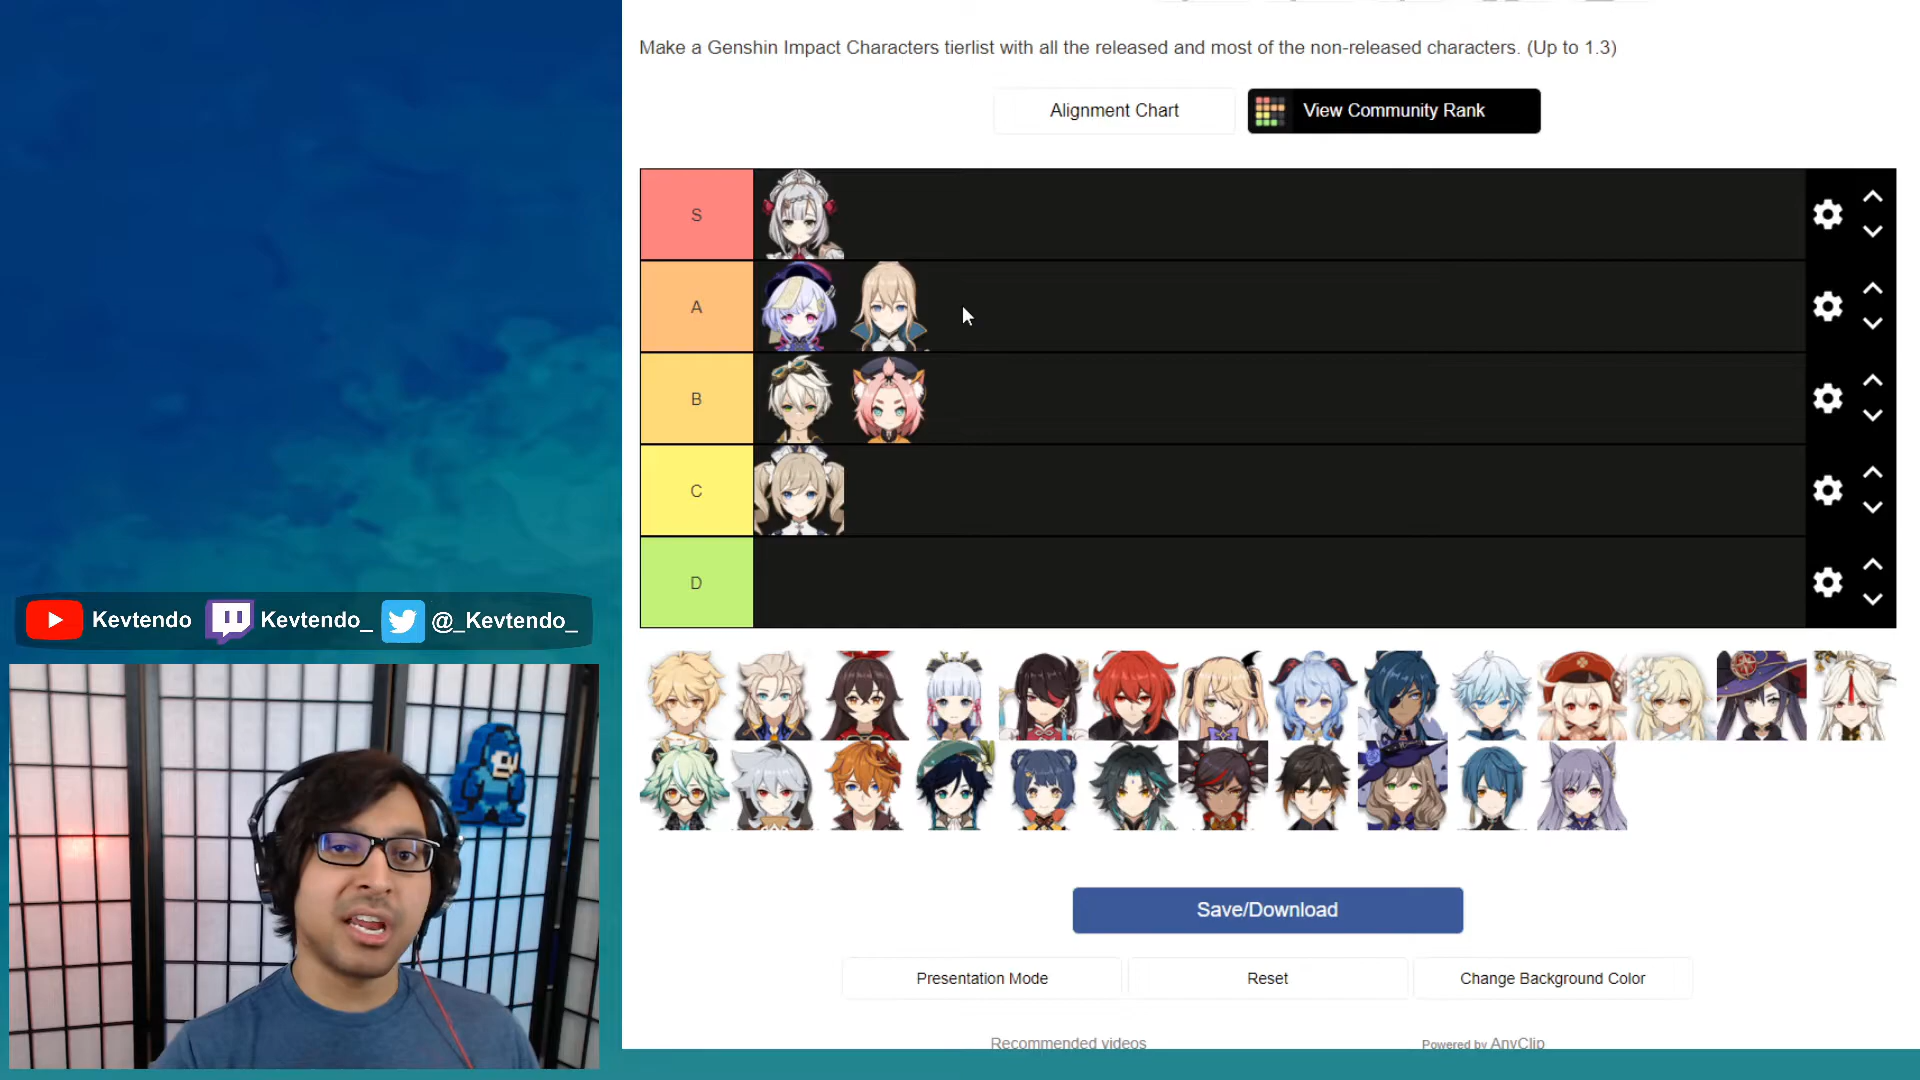 Make a Genshin Impact Characters tierlist with all the released and most of the non-released characters. (Up to 1.3)
Alignment Chart
View Community Rank
S
A
B
C
D
Kevtendo
Kevtendo_
@_Kevtendo_
Save/Download
Presentation Mode
Reset
Change Background Color
Recommended videos
Powered by AnyClip